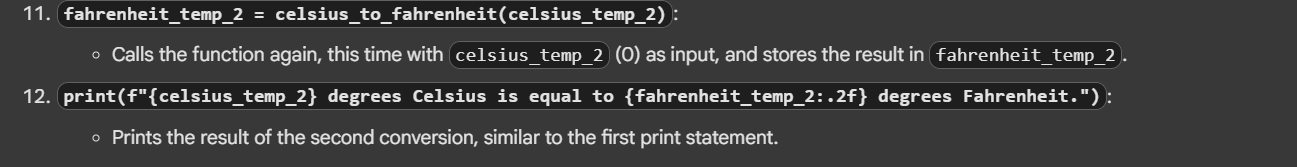 11. fahrenheit_temp_2 = celsius_to_fahrenheit(celsius_temp_2):
◦ Calls the function again, this time with celsius_temp_2 (0) as input, and stores the result in fahrenheit_temp_2.
12. print(f"{celsius_temp_2} degrees Celsius is equal to {fahrenheit_temp_2:.2f} degrees Fahrenheit."):
◦ Prints the result of the second conversion, similar to the first print statement.